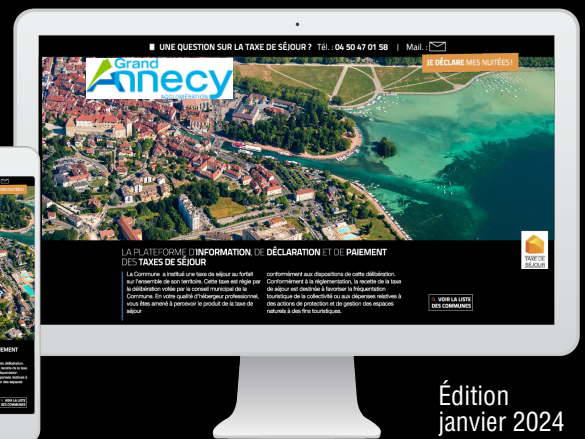 UNE QUESTION SUR LA TAXE DE SÉJOUR ? Tél. : 04 50 47 01 58 | Mail. :
JE DÉCLARE MES NUITÉES !
Grand
Annecy
AGGLOMÉRATION
LA PLATEFORME D'INFORMATION, DE DÉCLARATION ET DE PAIEMENT
DES TAXES DE SÉJOUR
La Commune a institué une taxe de séjour au forfait
sur l'ensemble de son territoire. Cette taxe est régie par
la délibération votée par le conseil municipal de la
Commune. En votre qualité d'hébergeur professionnel,
vous êtes amené à percevoir le produit de la taxe de
séjour
conformément aux dispositions de cette délibération.
Conformément à la réglementation, la recette de la taxe
de séjour est destinée à favoriser la fréquentation
touristique de la collectivité ou aux dépenses relatives à
des actions de protection et de gestion des espaces
naturels à des fins touristiques.
TAXE DE
SÉJOUR
VOIR LA LISTE
DES COMMUNES
EMENT
VOIR LA LISTE
DES COMMUNES
Édition
janvier 2024